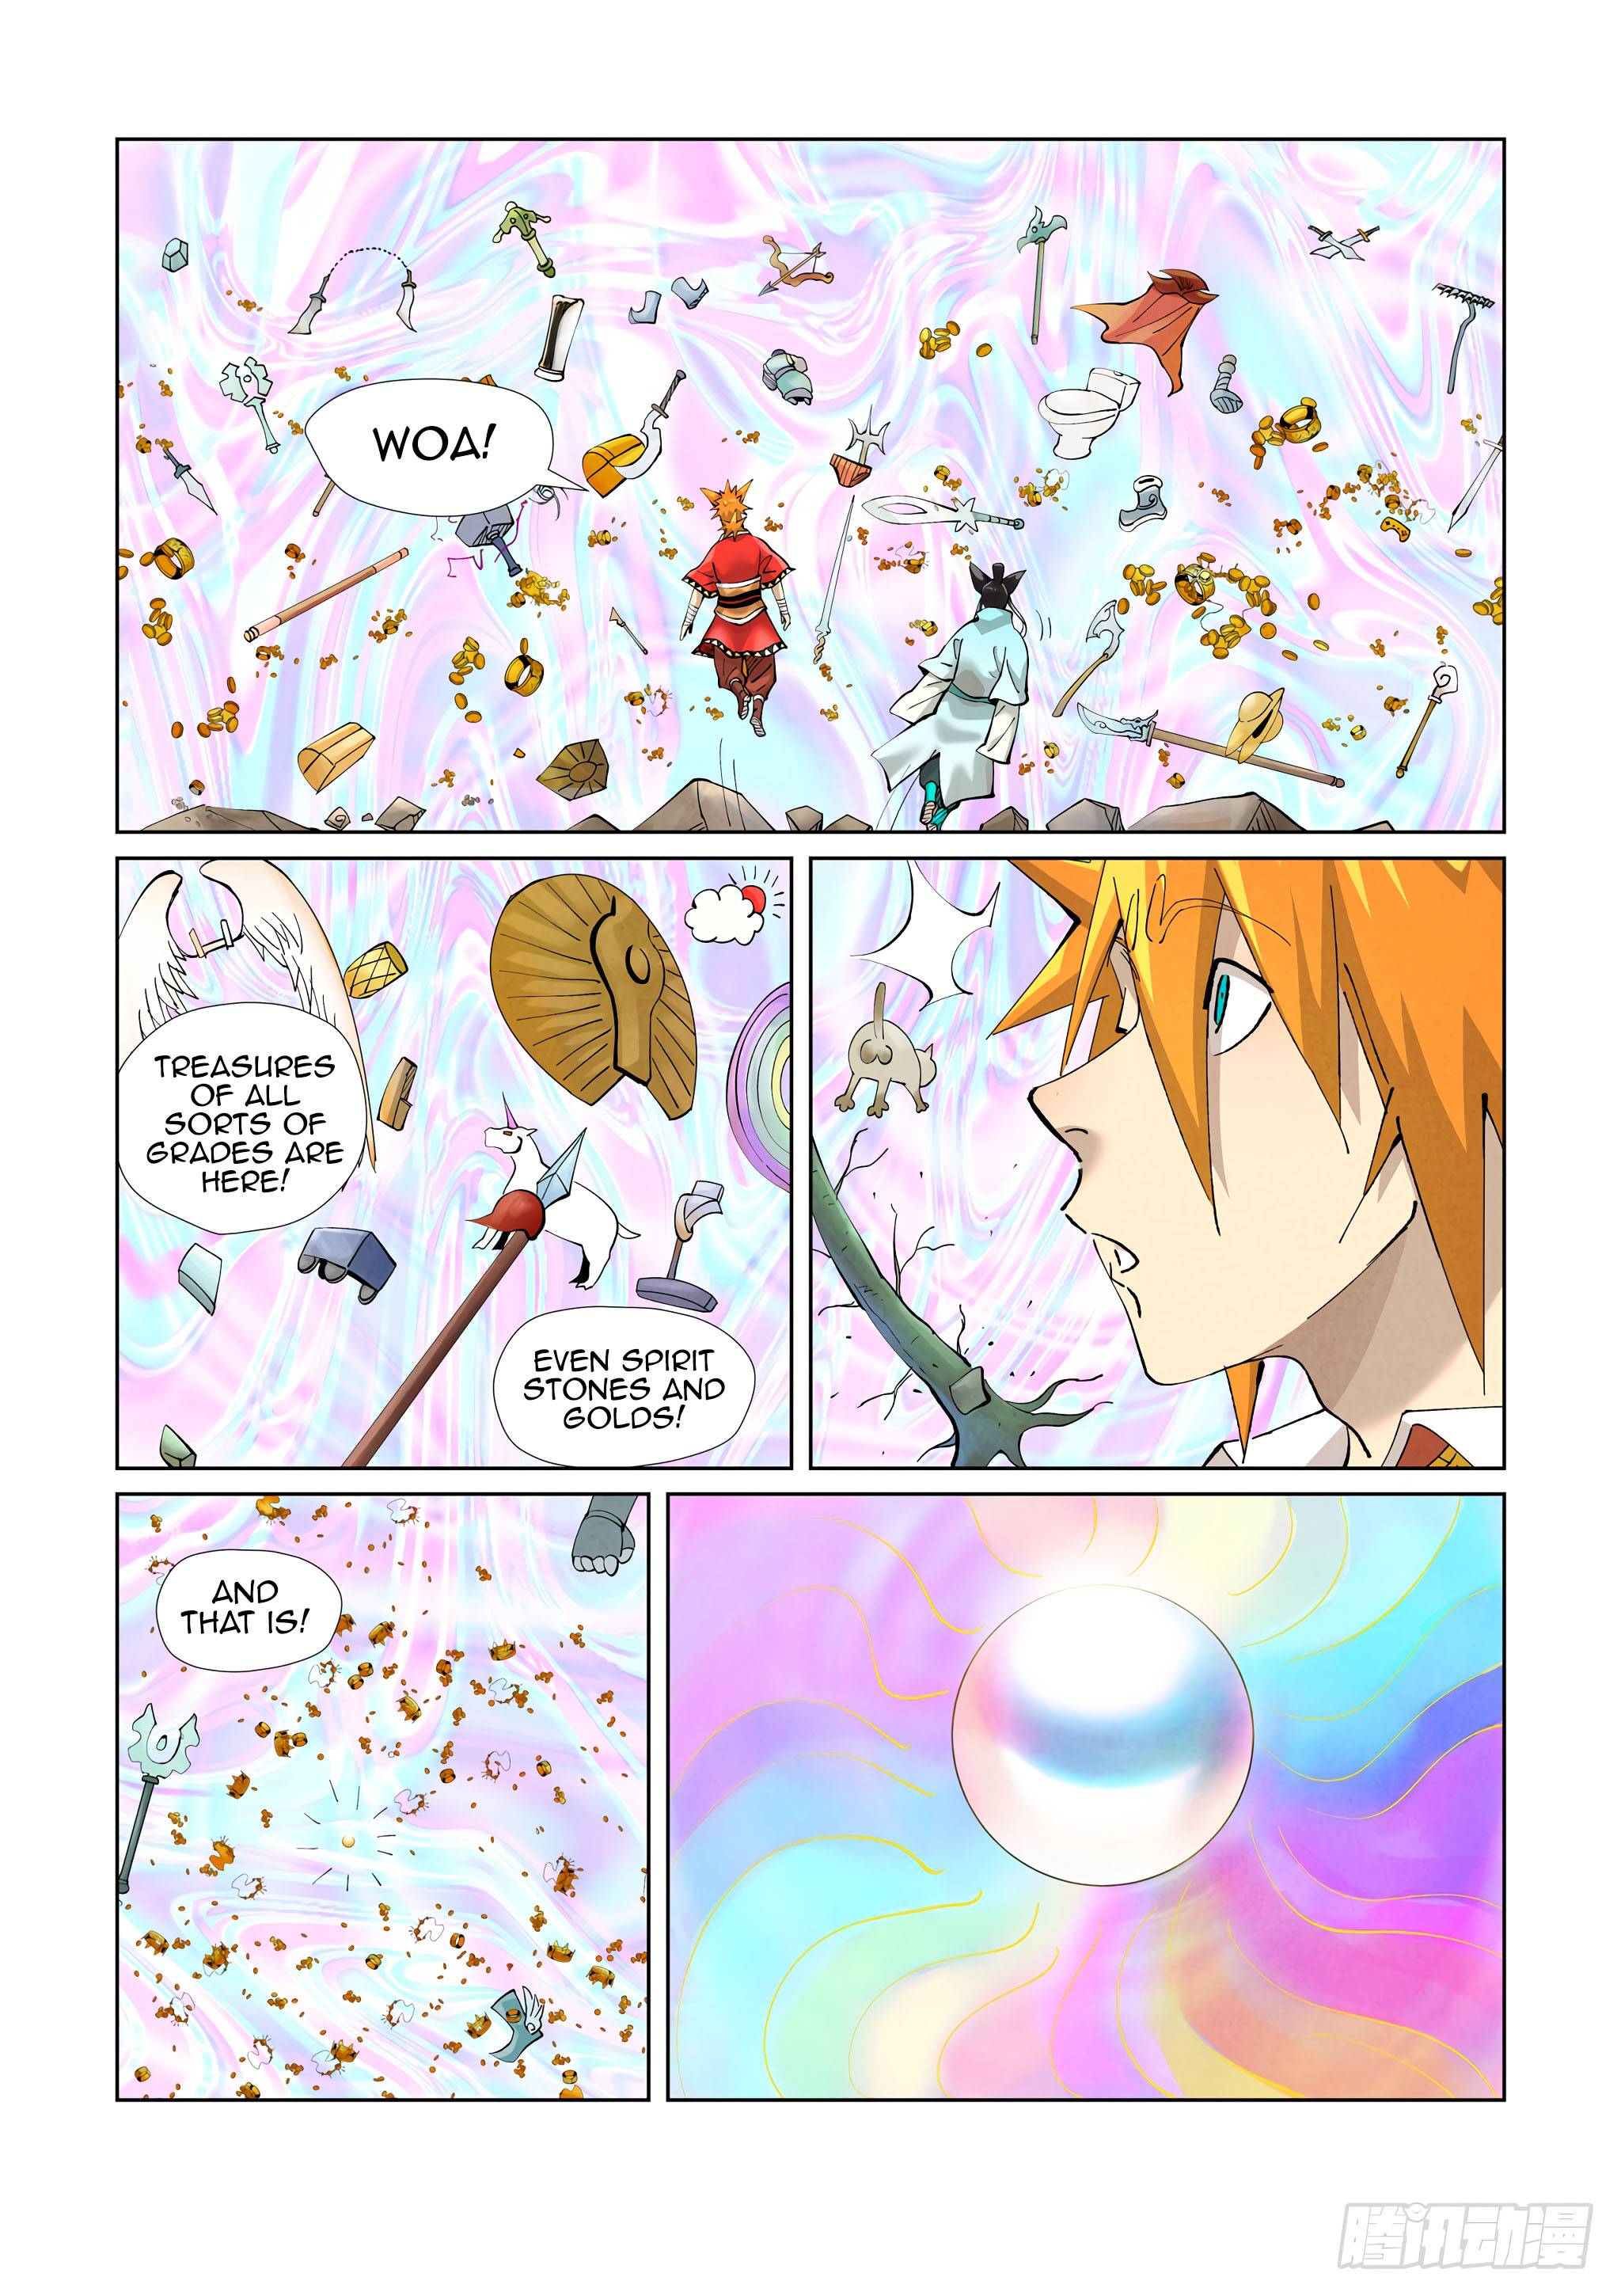 WOA!
TREASURES
OF ALL
SORTS OF
GRADES ARE
HERE!
EVEN SPIRIT
STONES AND
GOLDS!
AND
THAT IS!
腾讯动漫